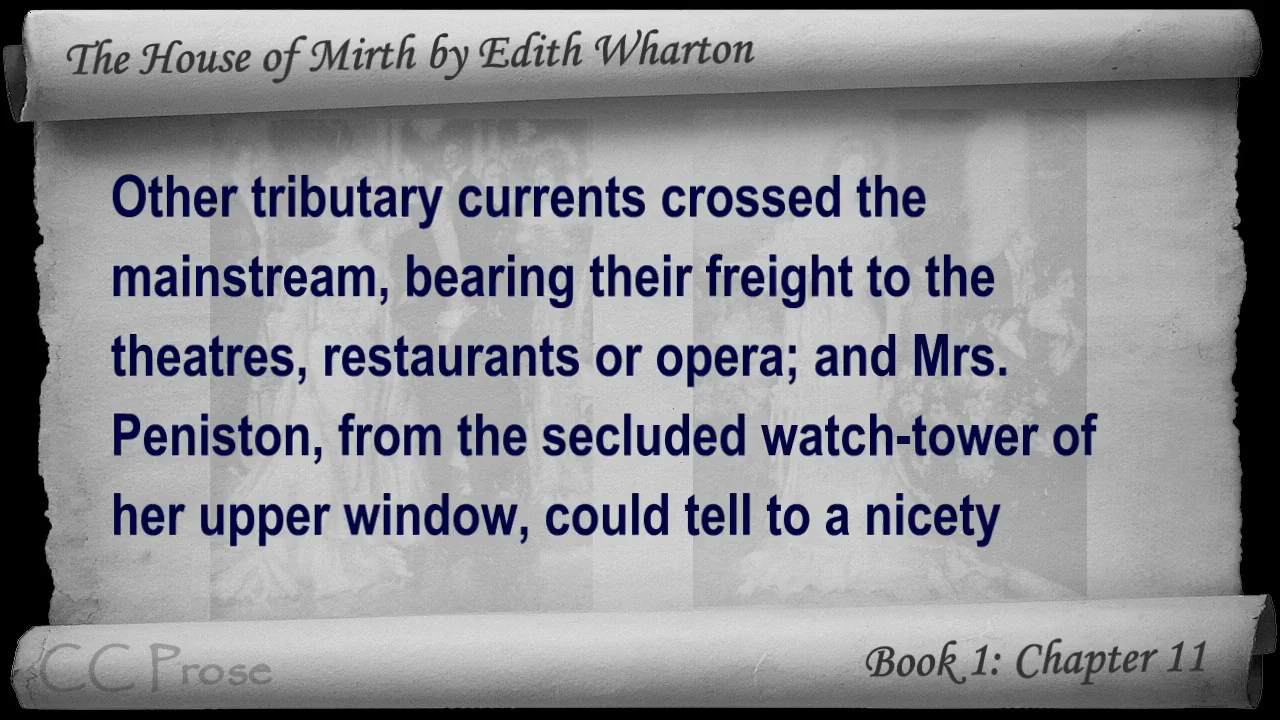 The House of Mirth by Edith Wharton
Other tributary currents crossed the
mainstream, bearing their freight to the
theatres, restaurants or opera; and Mrs.
Peniston, from the secluded watch-tower of
her upper window, could tell to a nicety
CC Prose
Book 1: Chapter 11